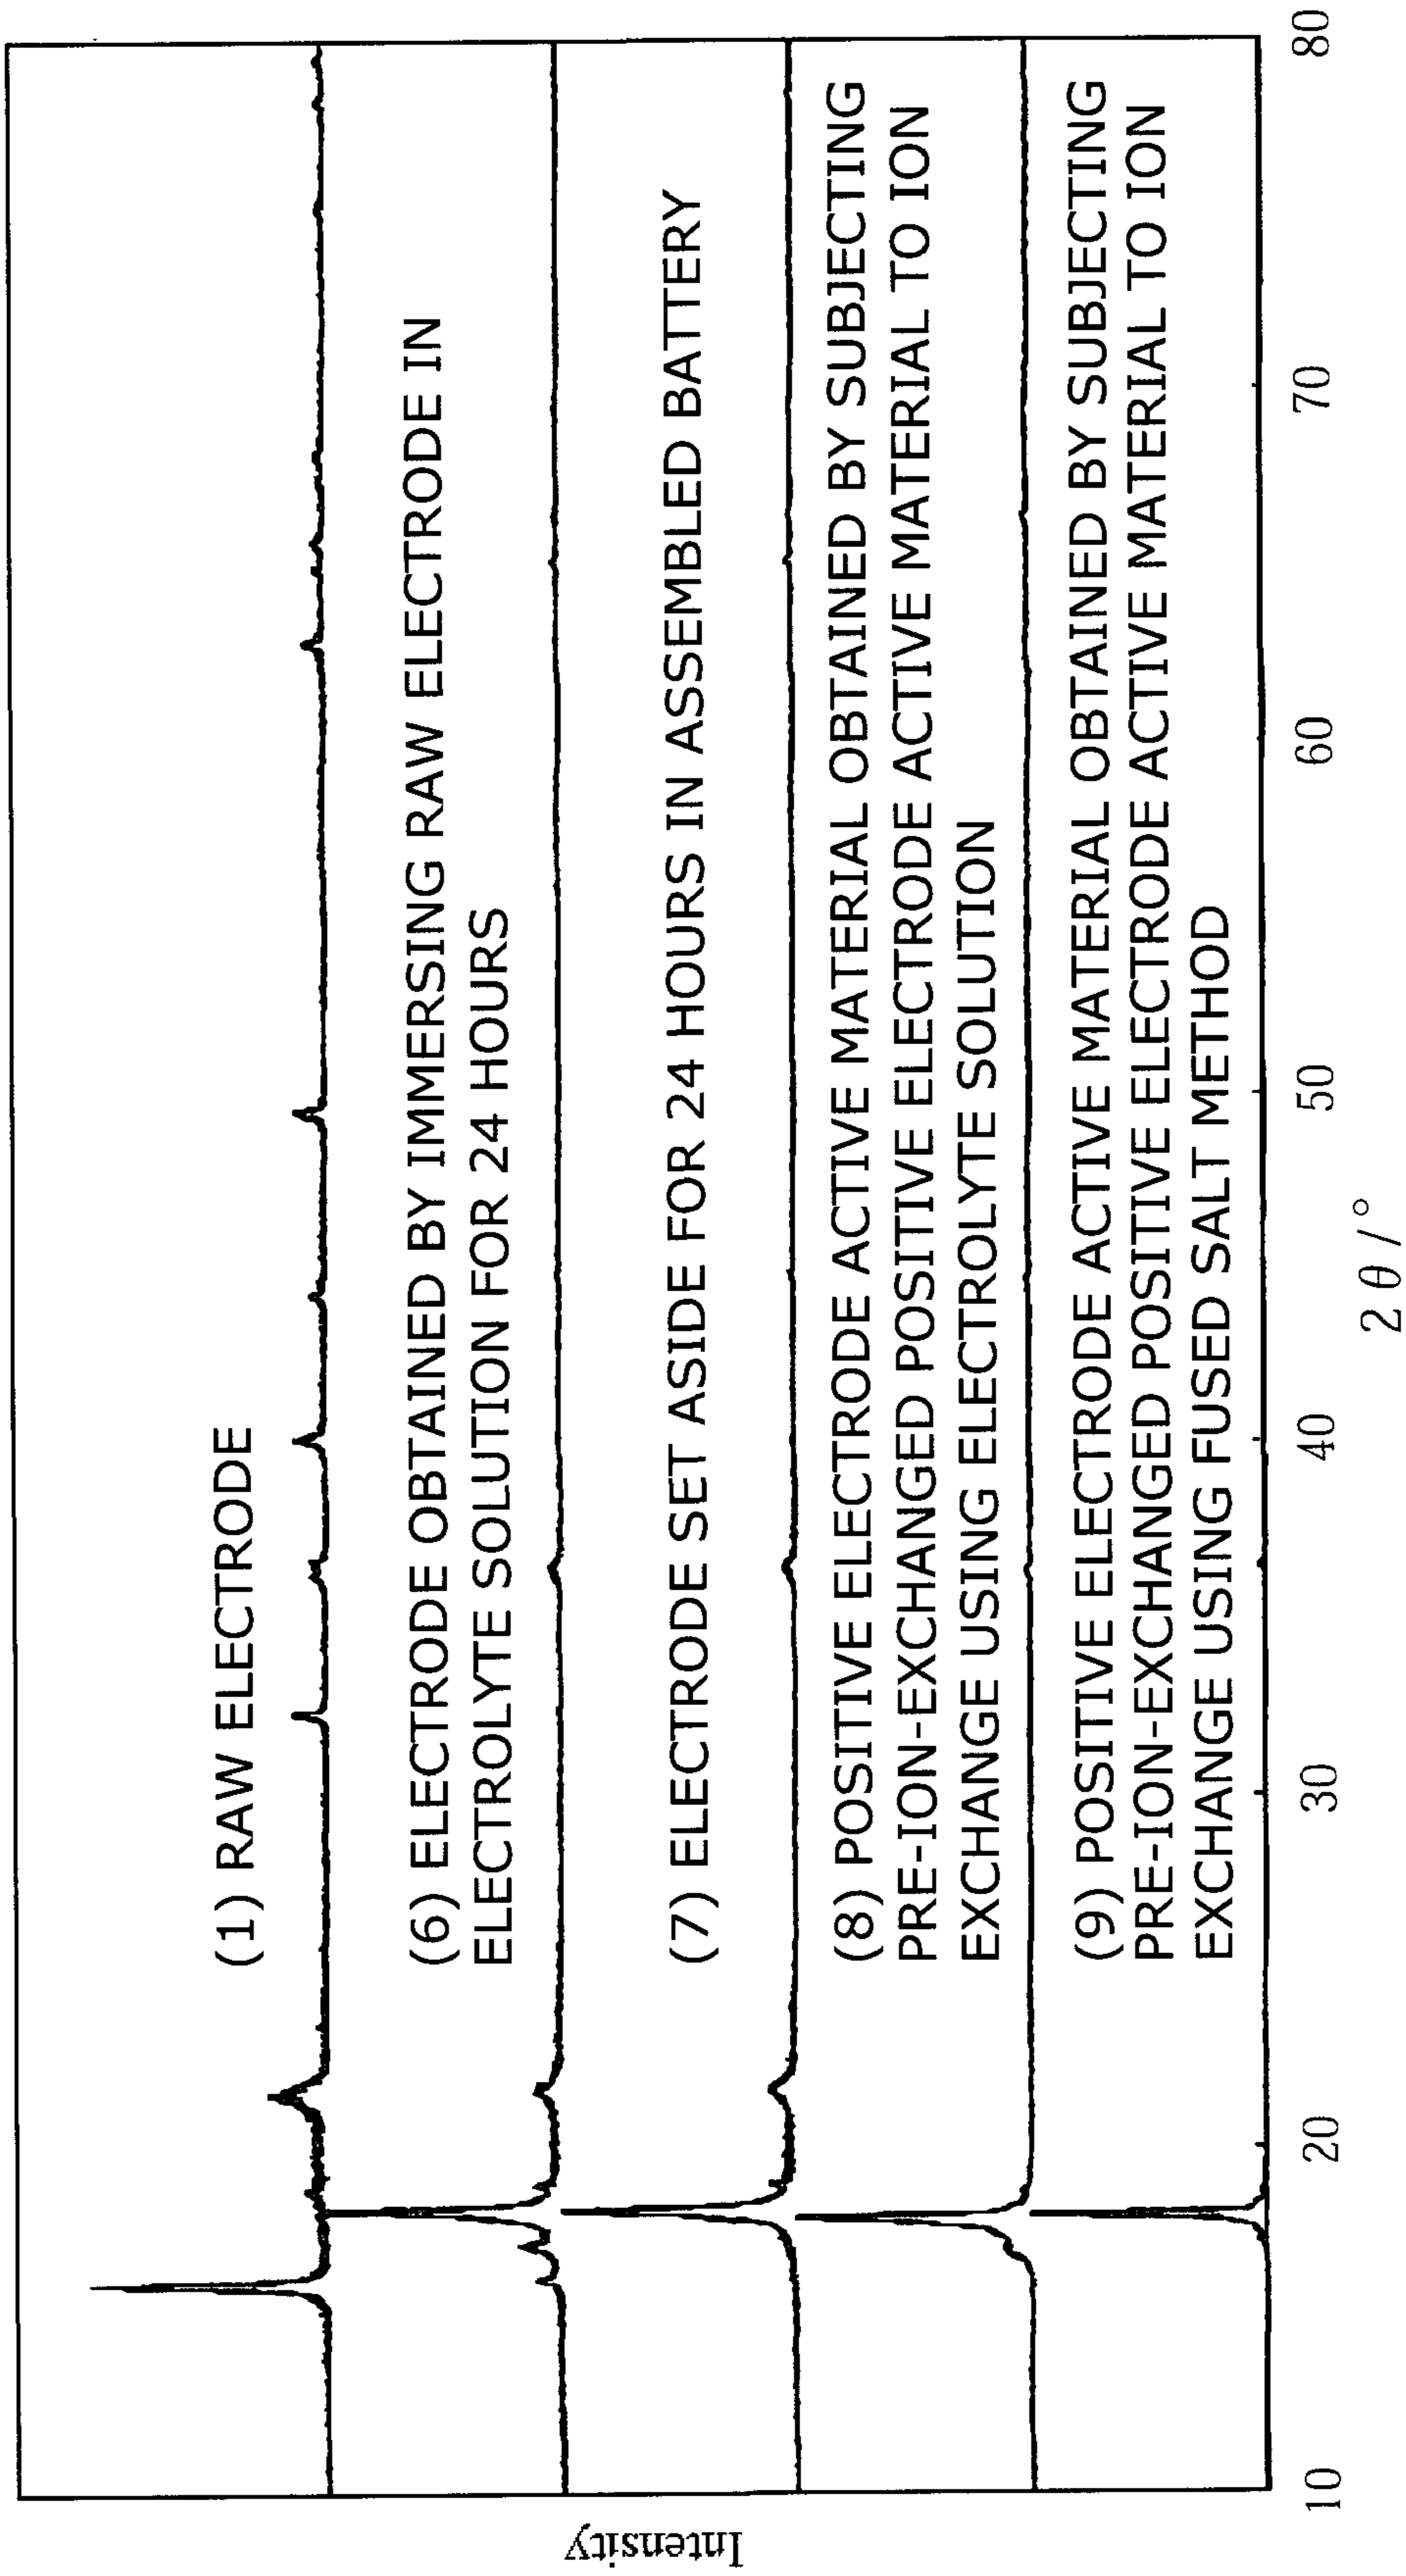 Intensity
(1) RAW ELECTRODE
(6) ELECTRODE OBTAINED BY IMMERSING RAW ELECTRODE IN
ELECTROLYTE SOLUTION FOR 24 HOURS
(7) ELECTRODE SET ASIDE FOR 24 HOURS IN ASSEMBLED BATTERY
(8) POSITIVE ELECTRODE ACTIVE MATERIAL OBTAINED BY SUBJECTING
PRE-ION-EXCHANGED POSITIVE ELECTRODE ACTIVE MATERIAL TO ION
EXCHANGE USING ELECTROLYTE SOLUTION
(9) POSITIVE ELECTRODE ACTIVE MATERIAL OBTAINED BY SUBJECTING
PRE-ION-EXCHANGED POSITIVE ELECTRODE ACTIVE MATERIAL TO ION
EXCHANGE USING FUSED SALT METHOD
10 20 30 40 50 60 70 80
2 θ / °